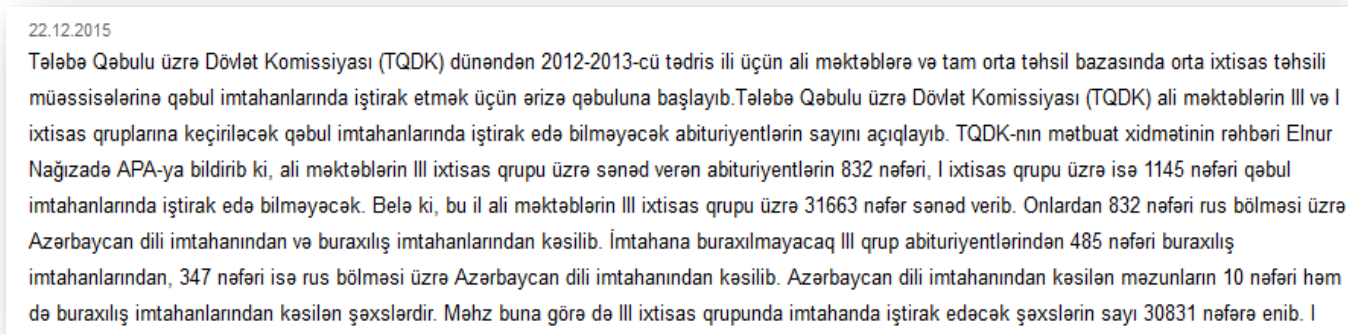 22.12.2015
Tələbə Qəbulu üzrə Dövlət Komissiyası (TQDK) dünəndən 2012-2013-cü tədris ili üçün ali məktəblərə və tam orta təhsil bazasında orta ixtisas təhsili
müəssisələrinə qəbul imtahanlarında iştirak etmək üçün ərizə qəbuluna başlayıb.Tələbə Qəbulu üzrə Dövlət Komissiyası (TQDK) ali məktəblərin III və I
ixtisas qruplarına keçiriləcək qəbul imtahanlarında iştirak edə bilməyəcək abituriyentlərin sayını açıqlayıb. TQDK-nın mətbuat xidmətinin rəhbəri Elnur
Nağızadə APA-ya bildirib ki, ali məktəblərin III ixtisas qrupu üzrə sənəd verən abituriyentlərin 832 nəfəri, I ixtisas qrupu üzrə isə 1145 nəfəri qəbul
imtahanlarında iştirak edə bilməyəcək. Belə ki, bu il ali məktəblərin III ixtisas qrupu üzrə 31663 nəfər sənəd verib. Onlardan 832 nəfəri rus bölməsi üzrə
Azərbaycan dili imtahanından və buraxılış imtahanlarından kəsilib. İmtahana buraxılmayacaq III qrup abituriyentlərindən 485 nəfəri buraxılış
imtahanlarından, 347 nəfəri isə rus bölməsi üzrə Azərbaycan dili imtahanından kəsilib. Azərbaycan dili imtahanından kəsilən məzunların 10 nəfəri həm
də buraxılış imtahanlarından kəsilən şəxslərdir. Məhz buna görə də III ixtisas qrupunda imtahanda iştirak edəcək şəxslərin sayı 30831 nəfərə enib. I